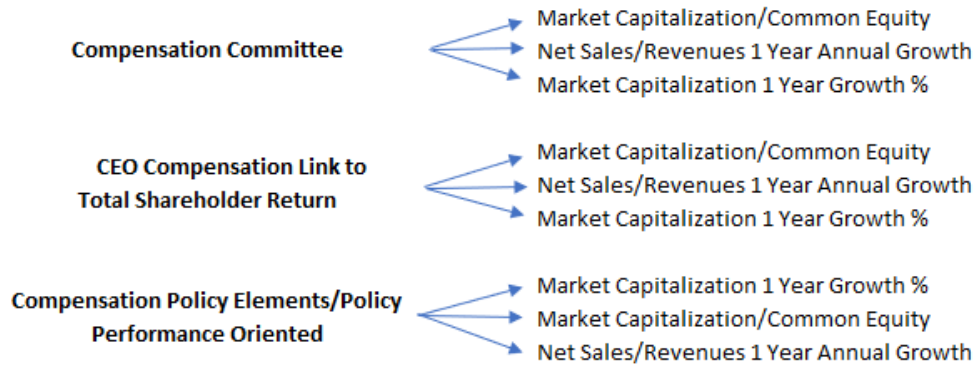 Compensation Committee
Market Capitalization/Common Equity
Net Sales/Revenues 1 Year Annual Growth
Market Capitalization 1 Year Growth %
CEO Compensation Link to
Total Shareholder Return
Market Capitalization/Common Equity
Net Sales/Revenues 1 Year Annual Growth
Market Capitalization 1 Year Growth %
Compensation Policy Elements/Policy
Performance Oriented
Market Capitalization 1 Year Growth %
Market Capitalization/Common Equity
Net Sales/Revenues 1 Year Annual Growth